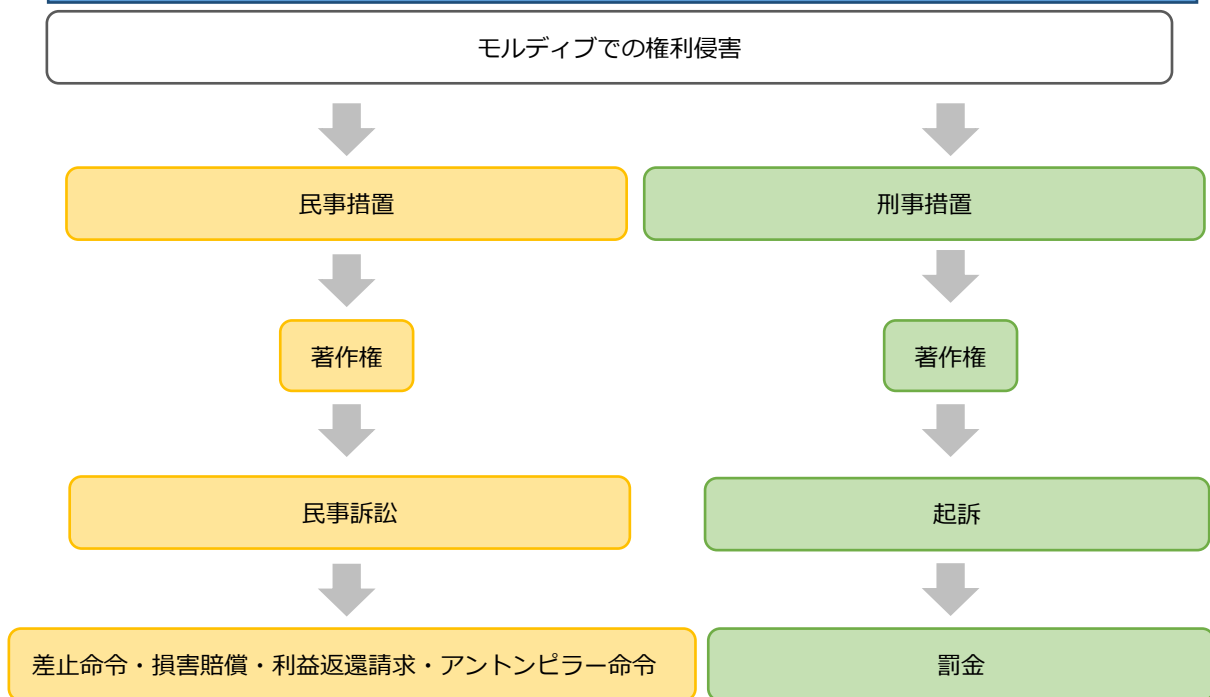 モルディブでの権利侵害
民事措置
刑事措置
著作権
著作権
民事訴訟
起訴
差止命令・損害賠償・利益返還請求・アントンピラー命令
罰金